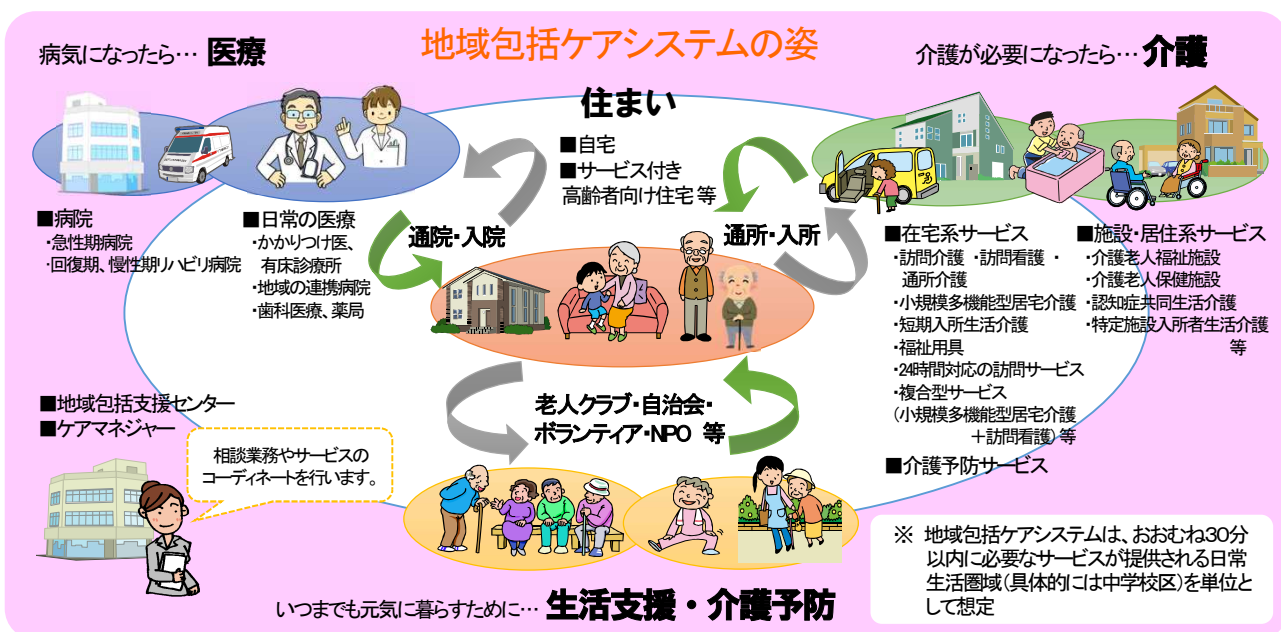 地域包括ケアシステムの姿
病気になったら… 医療
介護が必要になったら… 介護
住まい
■自宅
■サービス付き
高齢者向け住宅 等
■病院
・急性期病院
・回復期、慢性期リハビリ病院
■日常の医療
・かかりつけ医、
有床診療所
・地域の連携病院
・歯科医療、薬局
通院・入院
通所・入所
■在宅系サービス
・訪問介護 ・訪問看護 ・
通所介護
・小規模多機能型居宅介護
・短期入所生活介護
・福祉用具
・24時間対応の訪問サービス
・複合型サービス
(小規模多機能型居宅介護
+訪問看護)等
■介護予防サービス
■施設・居住系サービス
・介護老人福祉施設
・介護老人保健施設
・認知症共同生活介護
・特定施設入所者生活介護
等
■地域包括支援センター
■ケアマネジャー
相談業務やサービスの
コーディネートを行います。
老人クラブ・自治会・
ボランティア・NPO 等
いつまでも元気に暮らすために… 生活支援・介護予防
※ 地域包括ケアシステムは、おおむね30分
以内に必要なサービスが提供される日常
生活圏域(具体的には中学校区)を単位と
して想定